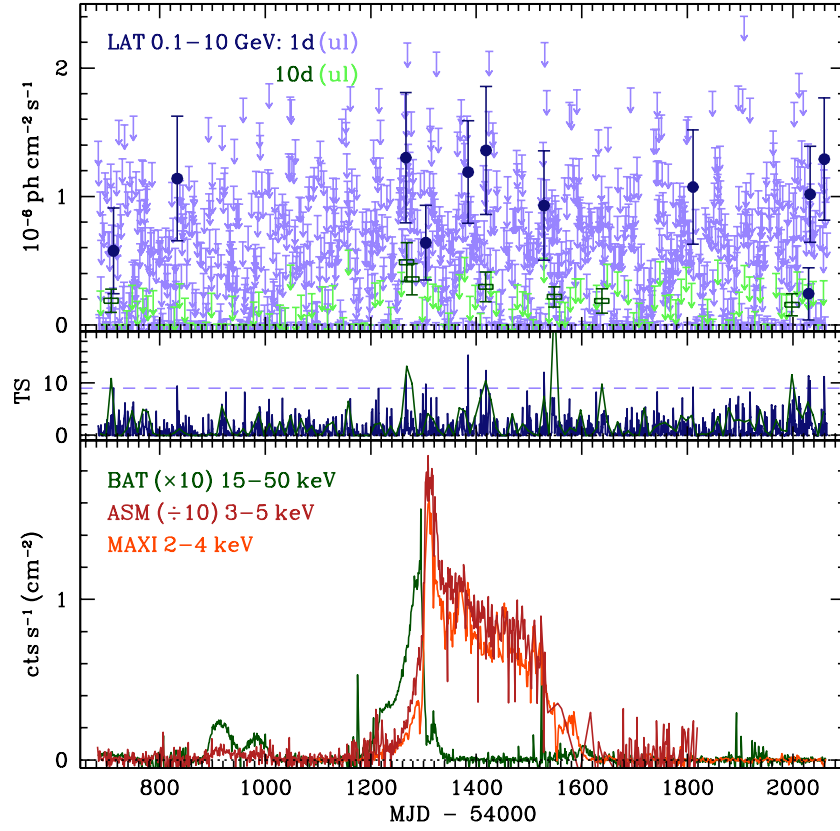 LAT 0.1−10 GeV: 1d (ul)
10d (ul)
2
1
0
10⁻⁶ ph cm⁻² s⁻¹
10
0
TS
BAT (×10) 15−50 keV
ASM (÷10) 3−5 keV
MAXI 2−4 keV
1
0
cts s⁻¹ (cm⁻²)
800 1000 1200 1400 1600 1800 2000
MJD − 54000